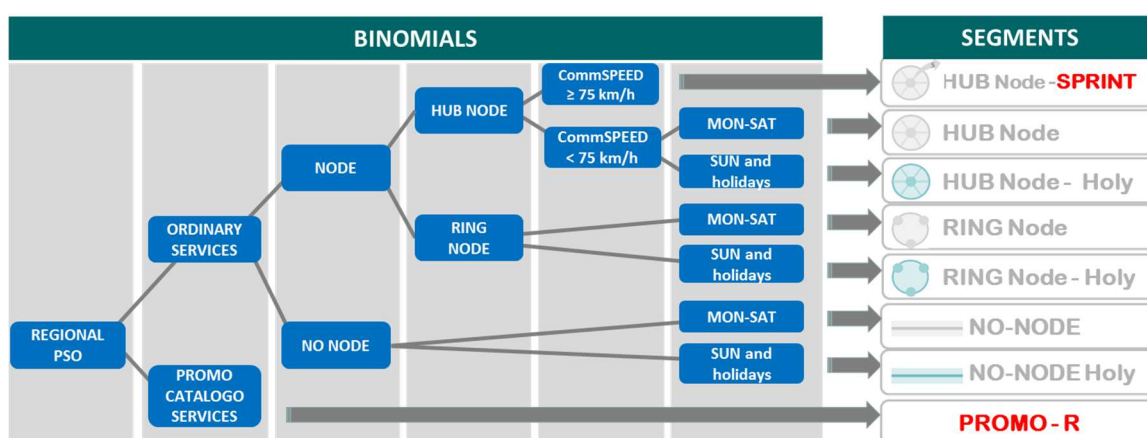 BINOMIALS
SEGMENTS
CommSPEED
≥ 75 km/h
HUB Node-SPRINT
HUB NODE
MON-SAT
HUB Node
CommSPEED
< 75 km/h
NODE
SUN and
holidays
HUB Node - Holy
MON-SAT
RING Node
ORDINARY
SERVICES
RING
NODE
SUN and
holidays
RING Node - Holy
MON-SAT
NO-NODE
REGIONAL
PSO
NO NODE
SUN and
holidays
NO-NODE Holy
PROMO
CATALOGO
SERVICES
PROMO - R